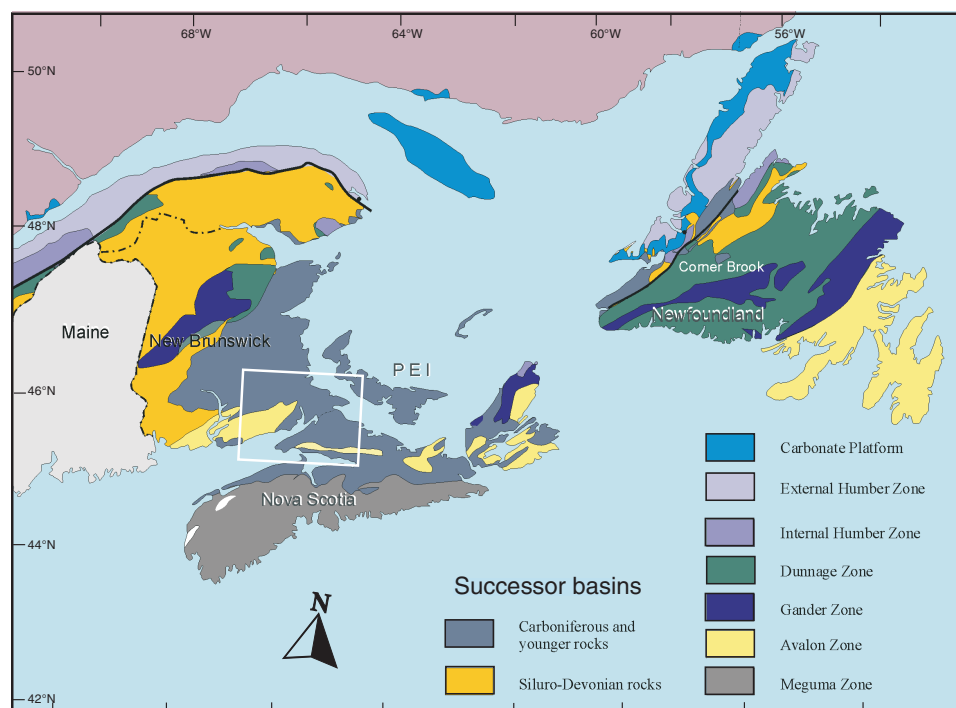 68°W 64°W 60°W 56°W
50°N
48°N
Corner Brook
Newfoundland
Maine
New Brunswick
P E I
46°N
Carbonate Platform
External Humber Zone
Nova Scotia
Internal Humber Zone
44°N
Dunnage Zone
Successor basins
N
Gander Zone
Carboniferous and
younger rocks
Avalon Zone
Siluro-Devonian rocks
Meguma Zone
42°N